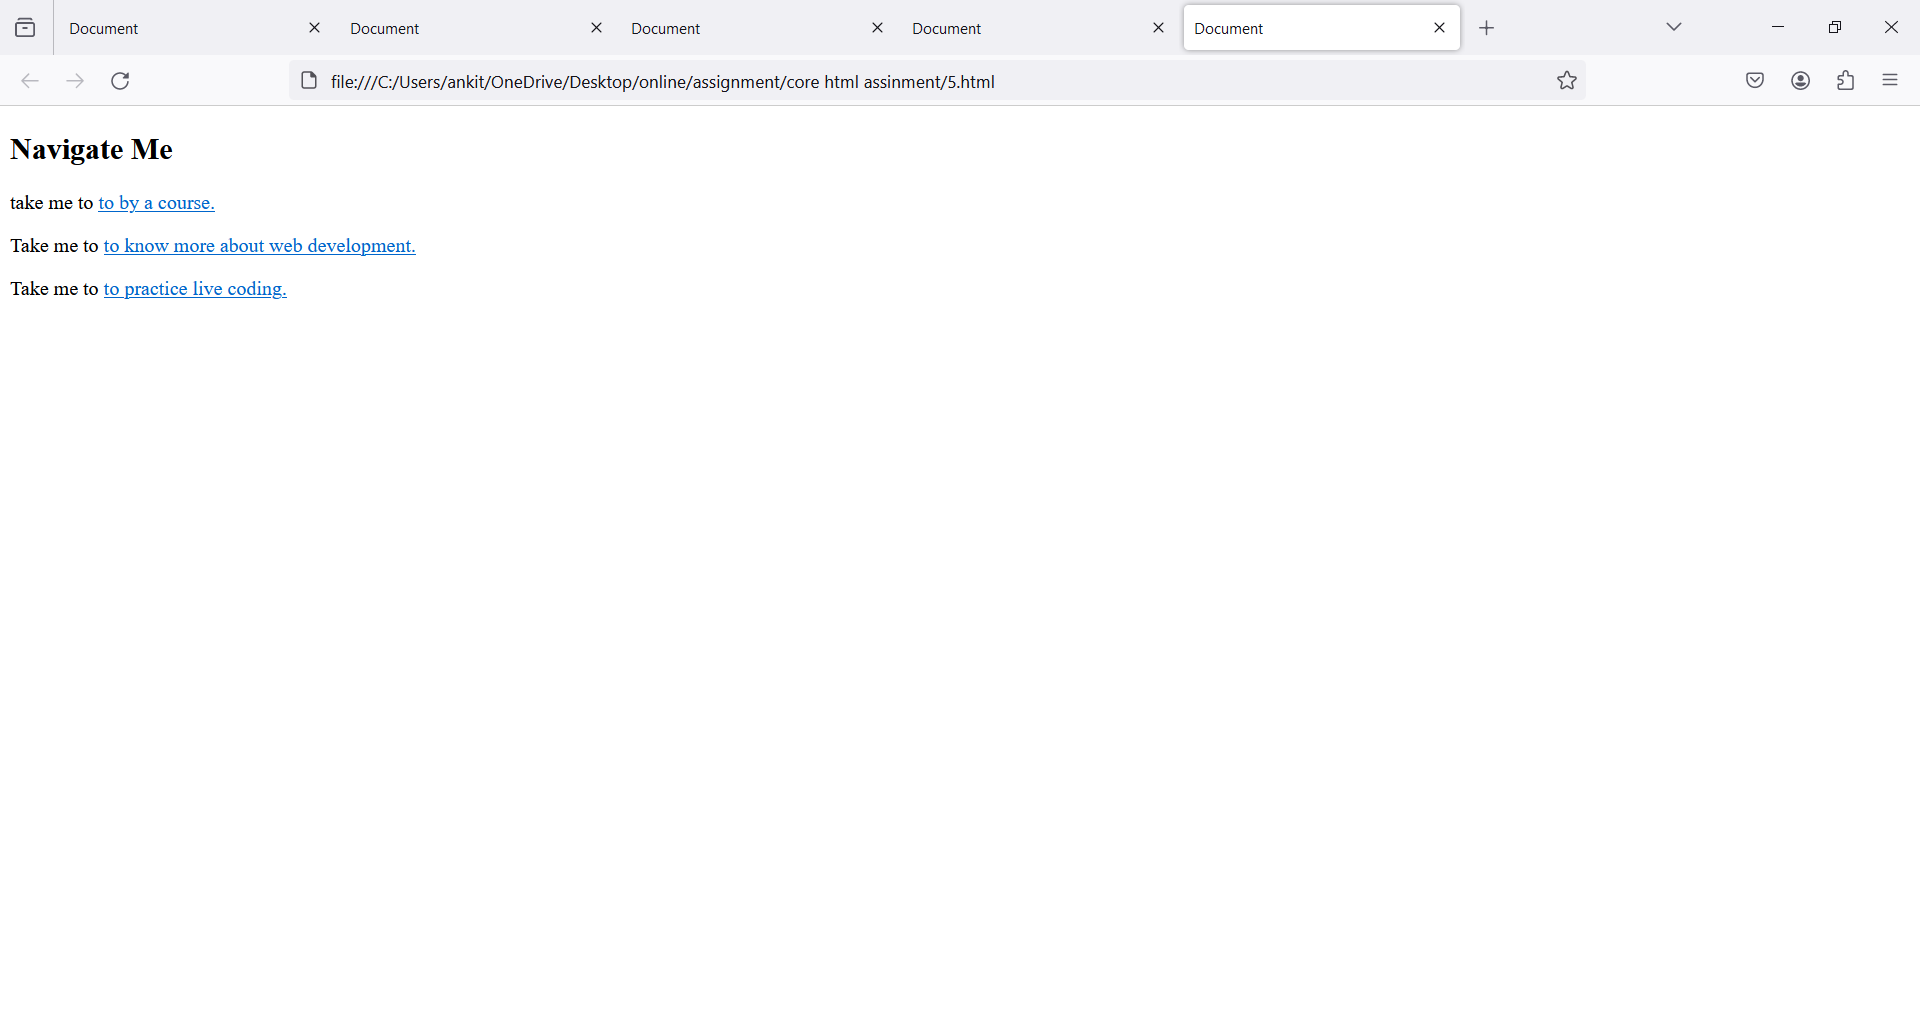 Document Document Document Document Document
file:///C:/Users/ankit/OneDrive/Desktop/online/assignment/core html assinment/5.html
Navigate Me
take me to to by a course.
Take me to to know more about web development.
Take me to to practice live coding.